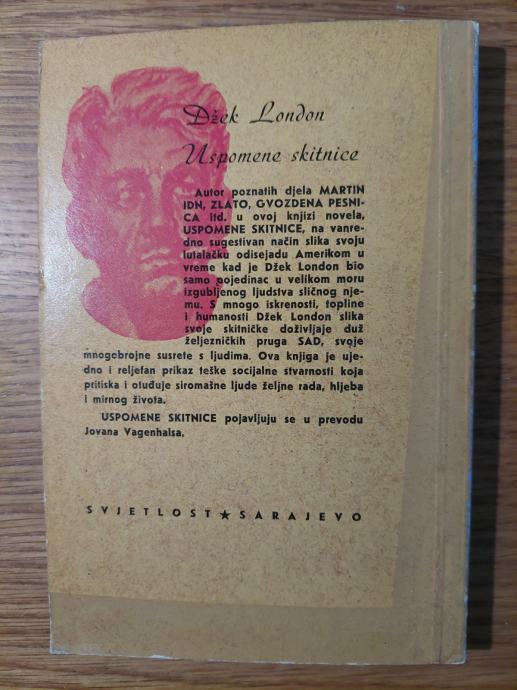 Džek London
Uspomene skitnice
Autor poznatih djela MARTIN
IDN, ZLATO, GVOZDENA PESNI-
CA itd. u ovoj knjizi novela,
USPOMENE SKITNICE, na vanre-
dno sugestivan način slika svoju
lutalačku odisejadu Amerikom u
vreme kad je Džek London bio
samo pojedinac u velikom moru
izgubljenog ljudstva sličnog nje-
mu. S mnogo iskrenosti, topline
i humanosti Džek London slika
svoje skitničke doživljaje duž
željezničkih pruga SAD, svoje
mnogobrojne susrete s ljudima. Ova knjiga je uje-
dno i reljefan prikaz teške socijalne stvarnosti koja
pritiska i otuđuje siromašne ljude željne rada, hljeba
i mirnog života.
USPOMENE SKITNICE pojavljuju se u prevodu
Jovana Vagenhalsa.
SVJETLOST★SARAJEVO